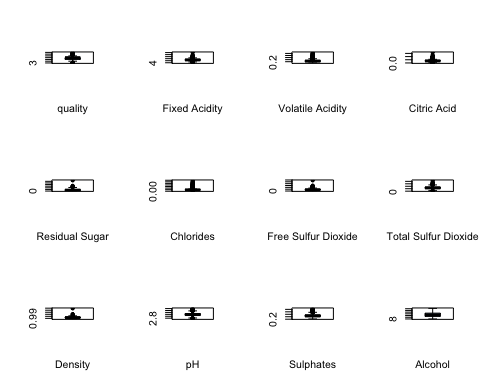 3
4
0.2
0.0
quality
Fixed Acidity
Volatile Acidity
Citric Acid
0
0.00
0
0
Residual Sugar
Chlorides
Free Sulfur Dioxide
Total Sulfur Dioxide
0.99
2.8
0.2
8
Density
pH
Sulphates
Alcohol